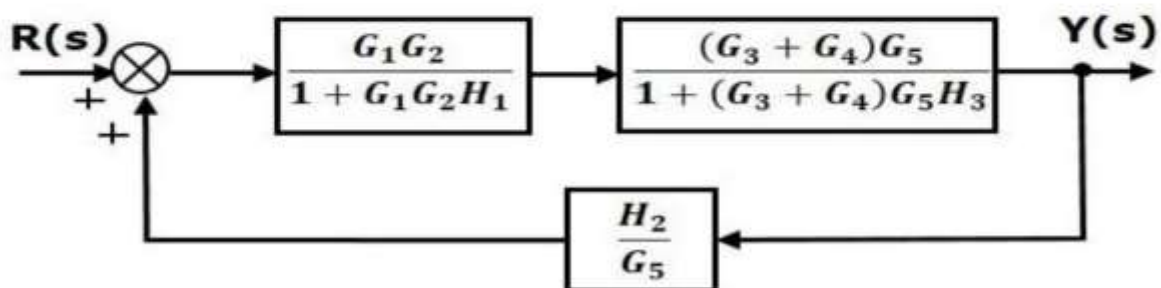 R(s)
Y(s)
+
+
G₁G₂
1 + G₁G₂H₁
(G₃ + G₄)G₅
1 + (G₃ + G₄)G₅H₃
H₂
G₅